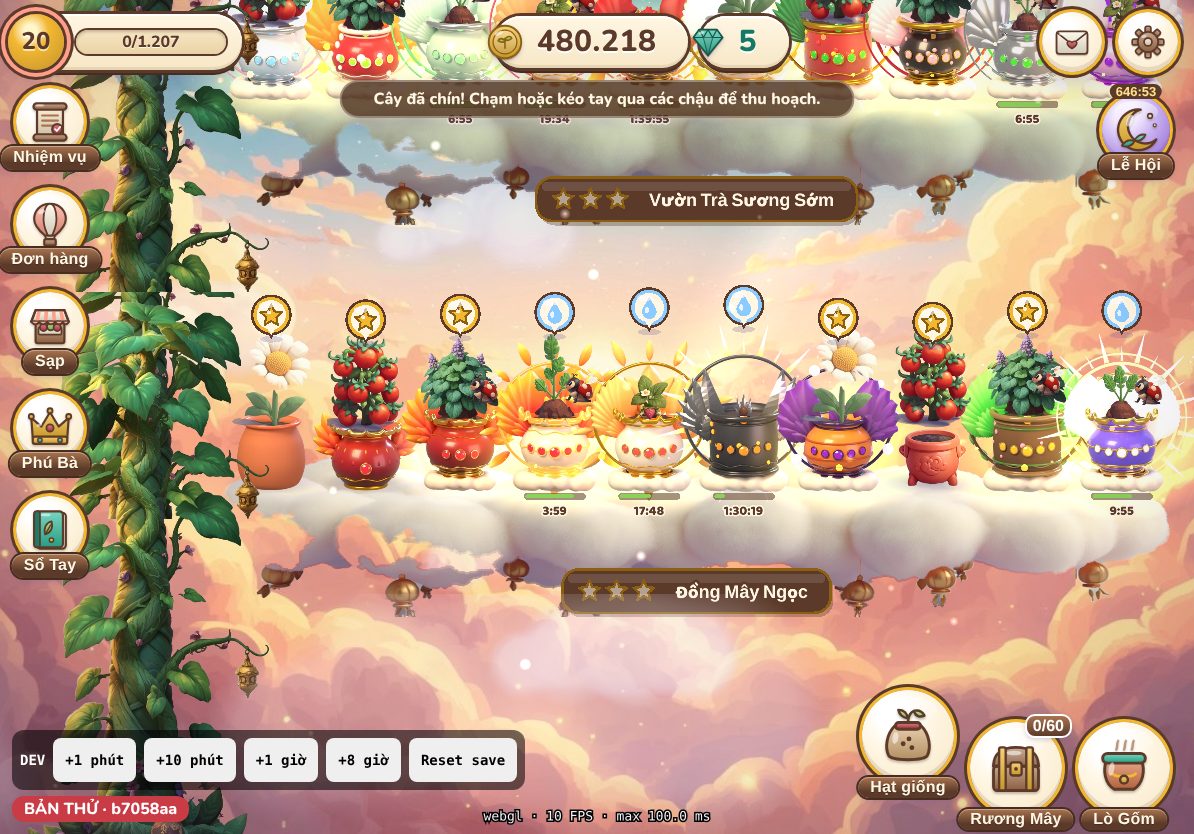 20
0/1.207
480.218
5
646:53
Cây đã chín! Chạm hoặc kéo tay qua các chậu để thu hoạch.
6:55
19:34
1:39:55
6:55
Nhiệm vụ
Lễ Hội
Vườn Trà Sương Sớm
Đơn hàng
Sạp
Phú Bà
3:59
17:48
1:30:19
9:55
Sổ Tay
Đồng Mây Ngọc
0/60
DEV
+1 phút
+10 phút
+1 giờ
+8 giờ
Reset save
Hạt giống
BẢN THỬ · b7058aa
webgl · 10 FPS · max 100.0 ms
Rương Mây
Lò Gốm